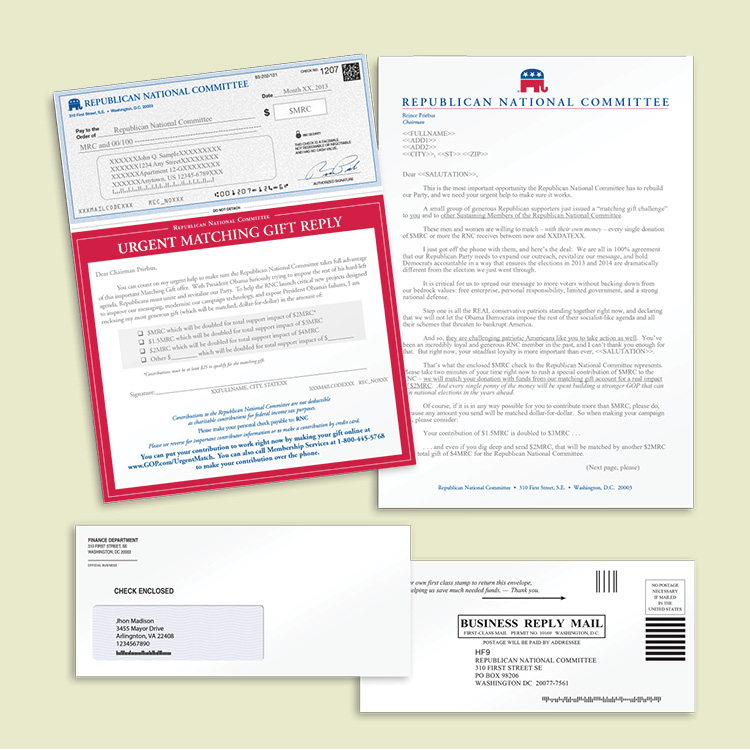 REPUBLICAN NATIONAL COMMITTEE
310 First Street, S.E. • Washington, D.C. 20003
CHECK NO. 1207
Date Month XX, 2013
Pay to the
Order of Republican National Committee
$ $MRC
MRC and 00/100
THIS CHECK IS A FACSIMILE.
NOT REDEEMABLE OR NEGOTIABLE
AND HAS NO CASH VALUE.
XXXXXXJohn Q. SampleXXXXXXXXX
XXXXXX1234 Any StreetXXXXXXXX
XXXXXXApartment 12-GXXXXXXXX
XXXXXXAnytown, US 12345-6789XXX
AUTHORIZED SIGNATURE
XXXMAILCODEXXX REC_NOXXX
DO NOT DETACH
REPUBLICAN NATIONAL COMMITTEE
URGENT MATCHING GIFT REPLY
Dear Chairman Priebus,
You can count on my urgent help to make sure the Republican National Committee takes full advantage
of this important Matching Gift offer. With President Obama furiously trying to impose the rest of his hard-left
agenda, Republicans must unite and revitalize our Party. To help the RNC launch critical new projects designed
to improve our messaging, modernize our campaign technology, and expose President Obama's failures, I am
enclosing my most generous gift (which will be matched, dollar-for-dollar) in the amount of:
$MRC which will be doubled for total support impact of $2MRC*
$1.5MRC which will be doubled for total support impact of $3MRC
$2MRC which will be doubled for total support impact of $4MRC
Other $ which will be doubled for total support impact of $
*Contributions must be at least $25 to qualify for the matching gift.
Signature
XXFULLNAME, CITY, STATEXX
XXXMAILCODEXXX REC_NOXXX
Contributions to the Republican National Committee are not deductible
as charitable contributions for federal income tax purposes.
Please make your personal check payable to: RNC
Please see reverse for important contributor information or to make a contribution by credit card.
You can put your contribution to work right now by making your gift online at
www.GOP.com/UrgentMatch. You can also call Membership Services at 1-800-445-5768
to make your contribution over the phone.
REPUBLICAN NATIONAL COMMITTEE
Reince Priebus
Chairman
<<FULLNAME>>
<<ADD1>>
<<ADD2>>
<<CITY>>, <<ST>> <<ZIP>>
Dear <<SALUTATION>>,
This is the most important opportunity the Republican National Committee has to rebuild
our Party, and we need your urgent help to make sure it works.
A small group of generous Republican supporters just issued a "matching gift challenge"
to you and to other Sustaining Members of the Republican National Committee.
These men and women are willing to match – with their own money – every single donation
of $MRC or more the RNC receives between now and XXDATEXX.
I just got off the phone with them, and here's the deal: We are all in 100% agreement
that our Republican Party needs to expand our outreach, revitalize our message, and hold
Democrats accountable in a way that ensures the elections in 2013 and 2014 are dramatically
different from the election we just went through.
It is critical for us to spread our message to more voters without backing down from
our bedrock values: free enterprise, personal responsibility, limited government, and a strong
national defense.
Step one is all the REAL conservative patriots standing together right now, and declaring
that we will not let the Obama Democrats impose the rest of their socialist-like agenda and all
their schemes that threaten to bankrupt America.
And so, they are challenging patriotic Americans like you to take action as well. You've
been an incredibly loyal and generous RNC member in the past, and I can't thank you enough for
that. But right now, your steadfast loyalty is more important than ever, <<SALUTATION>>.
That's what the enclosed $MRC check to the Republican National Committee represents.
Please take two minutes of your time right now to rush a special contribution of $MRC to the
RNC – we will match your donation with funds from our matching gift account for a real impact
of $2MRC. And every single penny of the money will be spent building a stronger GOP that can
win national elections in the years ahead.
Of course, if it is in any way possible for you to contribute more than $MRC, please do,
because any amount you send will be matched dollar-for-dollar. So when making your campaign
please consider:
Your contribution of $1.5MRC is doubled to $3MRC . . .
and even if you dig deep and send $2MRC, that will be matched by another $2MRC
total gift of $4MRC for the Republican National Committee.
(Next page, please)
Republican National Committee • 310 First Street, S.E. • Washington, D.C. 20003
FINANCE DEPARTMENT
310 FIRST STREET, SE
WASHINGTON, DC 20003
OFFICIAL BUSINESS
CHECK ENCLOSED
Jhon Madison
3455 Mayor Drive
Arlingnton, VA 22408
1234567890
our own first class stamp to return this envelope,
helping us save much needed funds. — Thank you.
NO POSTAGE
NECESSARY
IF MAILED
IN THE
UNITED STATES
BUSINESS REPLY MAIL
FIRST-CLASS MAIL PERMIT NO 10169 WASHINGTON, D.C.
POSTAGE WILL BE PAID BY ADDRESSEE
HF9
REPUBLICAN NATIONAL COMMITTEE
310 FIRST STREET SE
PO BOX 98206
WASHINGTON DC 20077-7561